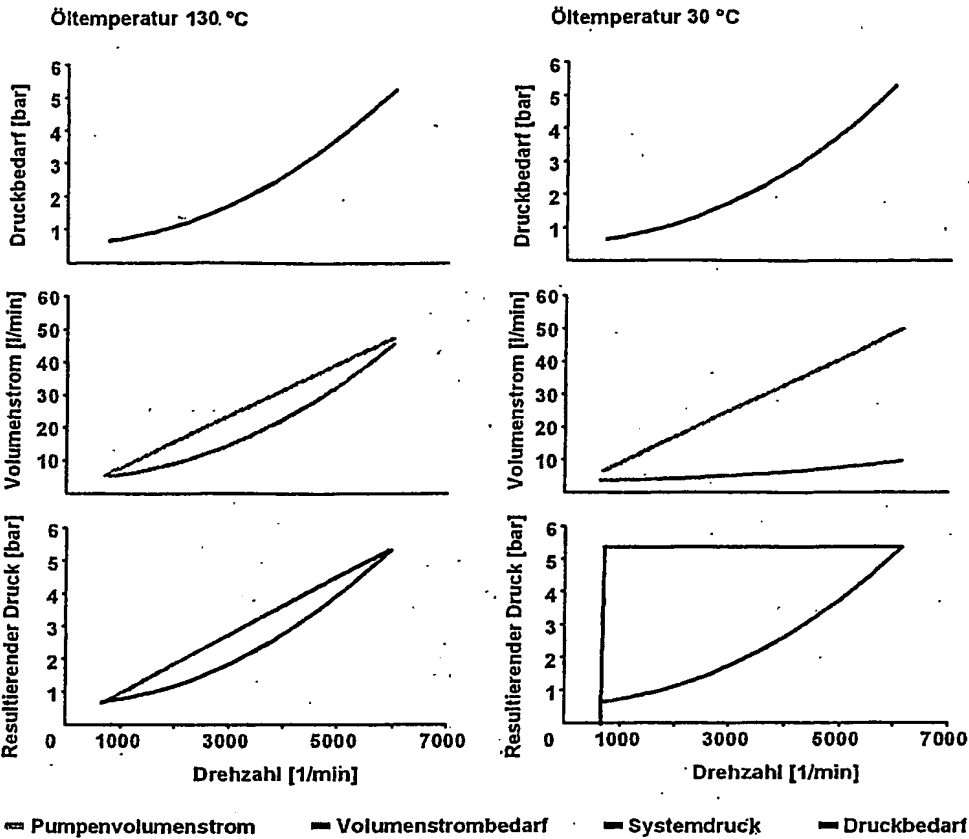 Öltemperatur 130 °C
Öltemperatur 30 °C
Druckbedarf [bar]
6
5
4
3
2
1
Druckbedarf [bar]
6
5
4
3
2
1
Volumenstrom [l/min]
60
50
40
30
20
10
Volumenstrom [l/min]
60
50
40
30
20
10
Resultierender Druck [bar]
6
5
4
3
2
1
0 1000 3000 5000 7000
Drehzahl [1/min]
Resultierender Druck [bar]
6
5
4
3
2
1
0 1000 3000 5000 7000
Drehzahl [1/min]
Pumpenvolumenstrom Volumenstrombedarf Systemdruck Druckbedarf